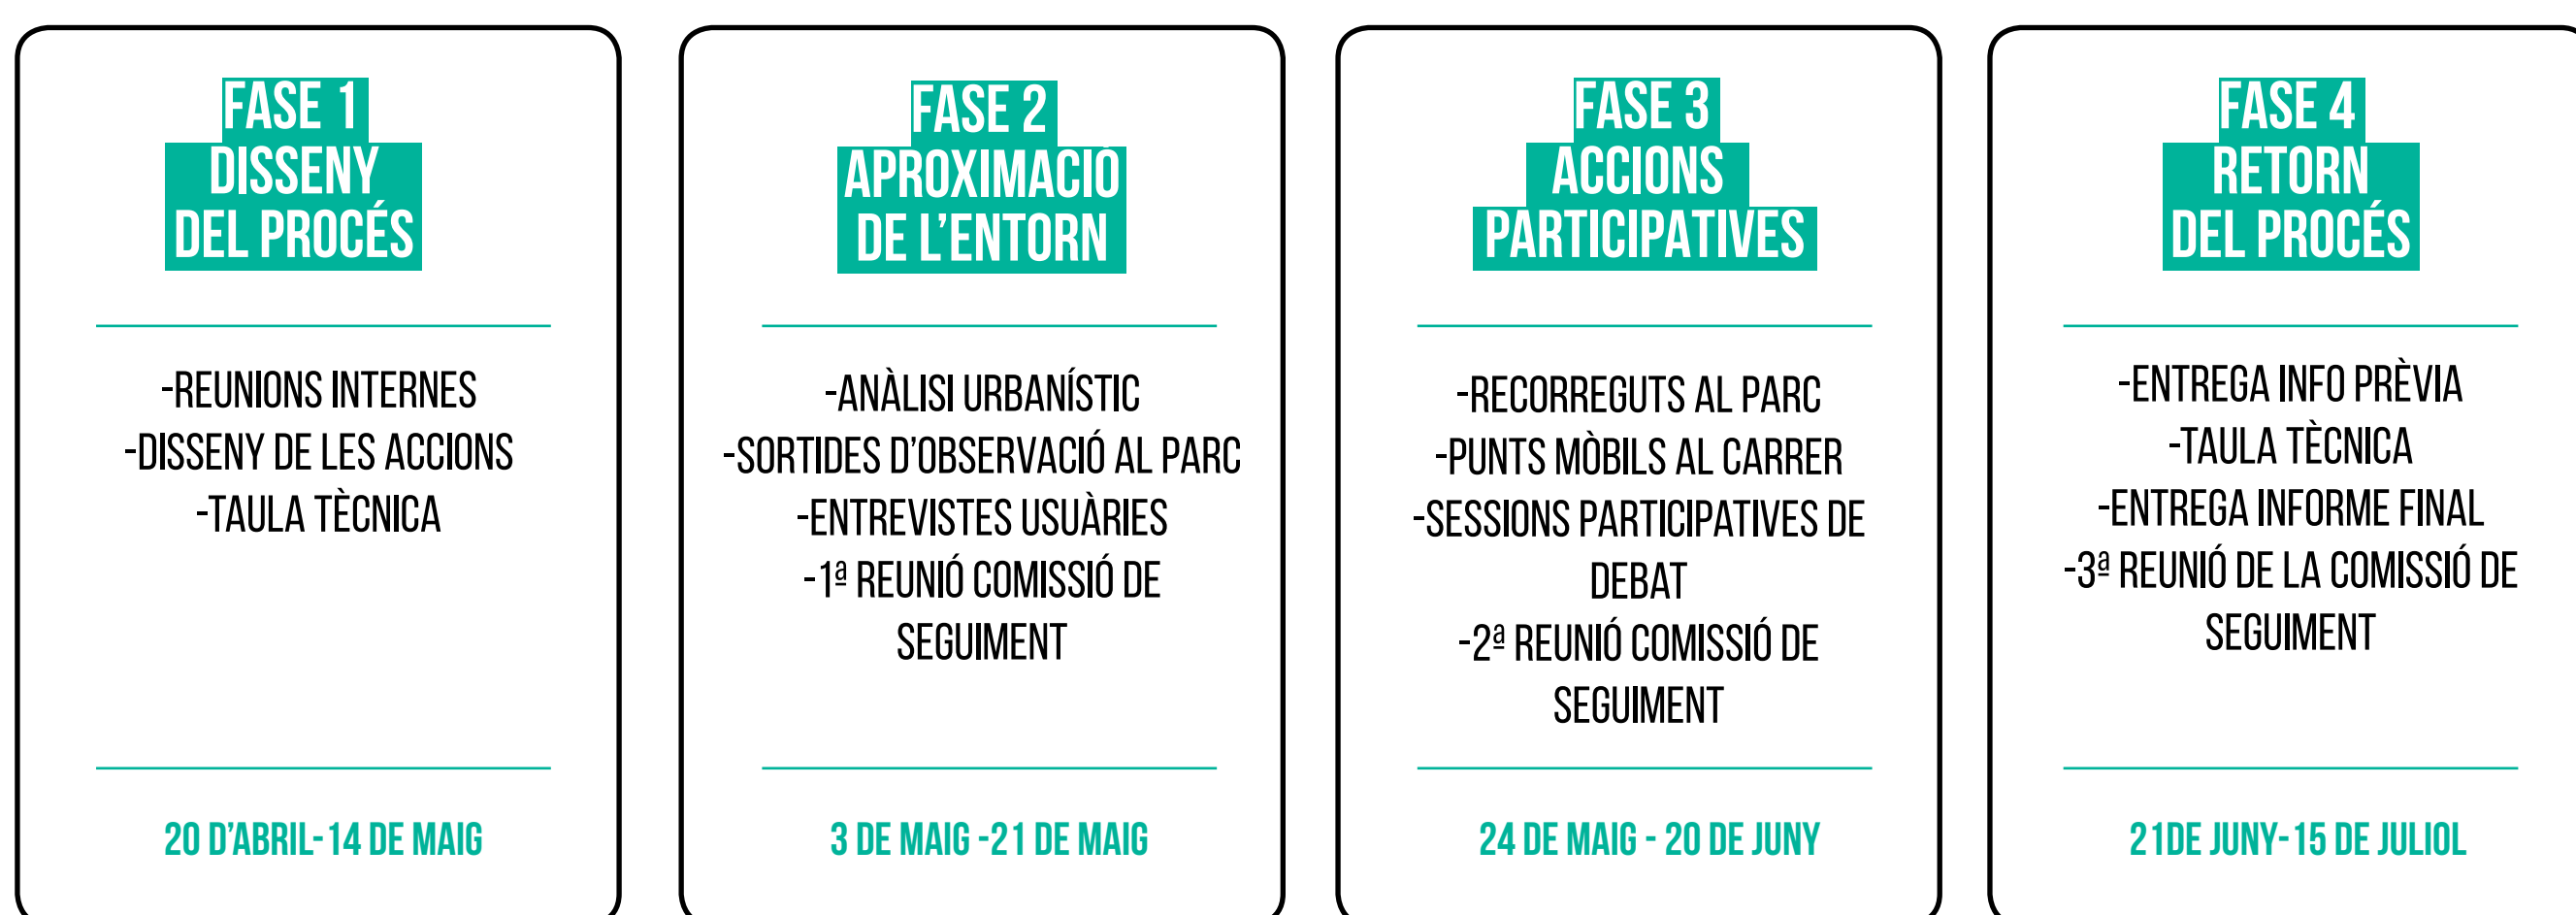 FASE 1
DISSENY
DEL PROCÉS
-REUNIONS INTERNES
-DISSENY DE LES ACCIONS
-TAULA TÈCNICA
20 D'ABRIL-14 DE MAIG
FASE 2
APROXIMACIÓ
DE L'ENTORN
-ANÀLISI URBANÍSTIC
-SORTIDES D'OBSERVACIÓ AL PARC
-ENTREVISTES USUÀRIES
-1ª REUNIÓ COMISSIÓ DE
SEGUIMENT
3 DE MAIG -21 DE MAIG
FASE 3
ACCIONS
PARTICIPATIVES
-RECORREGUTS AL PARC
-PUNTS MÒBILS AL CARRER
-SESSIONS PARTICIPATIVES DE
DEBAT
-2ª REUNIÓ COMISSIÓ DE
SEGUIMENT
24 DE MAIG - 20 DE JUNY
FASE 4
RETORN
DEL PROCÉS
-ENTREGA INFO PRÈVIA
-TAULA TÈCNICA
-ENTREGA INFORME FINAL
-3ª REUNIÓ DE LA COMISSIÓ DE
SEGUIMENT
21DE JUNY-15 DE JULIOL